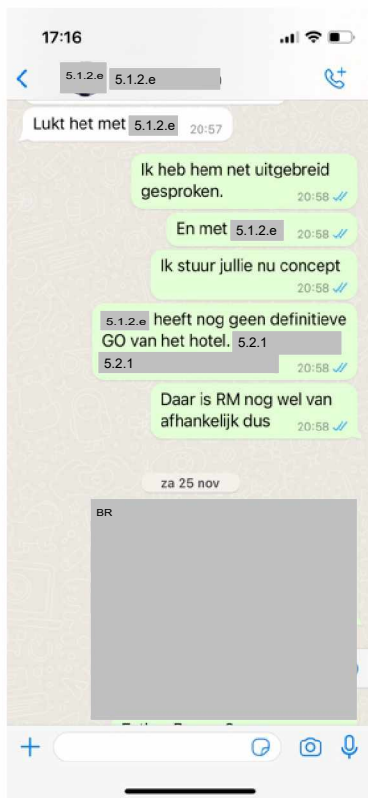 17:16
5.1.2.e 5.1.2.e
Lukt het met 5.1.2.e 20:57
Ik heb hem net uitgebreid
gesproken. 20:58
En met 5.1.2.e 20:58
Ik stuur jullie nu concept
20:58
5.1.2.e heeft nog geen definitieve
GO van het hotel. 5.2.1
5.2.1 20:58
Daar is RM nog wel van
afhankelijk dus 20:58
za 25 nov
BR